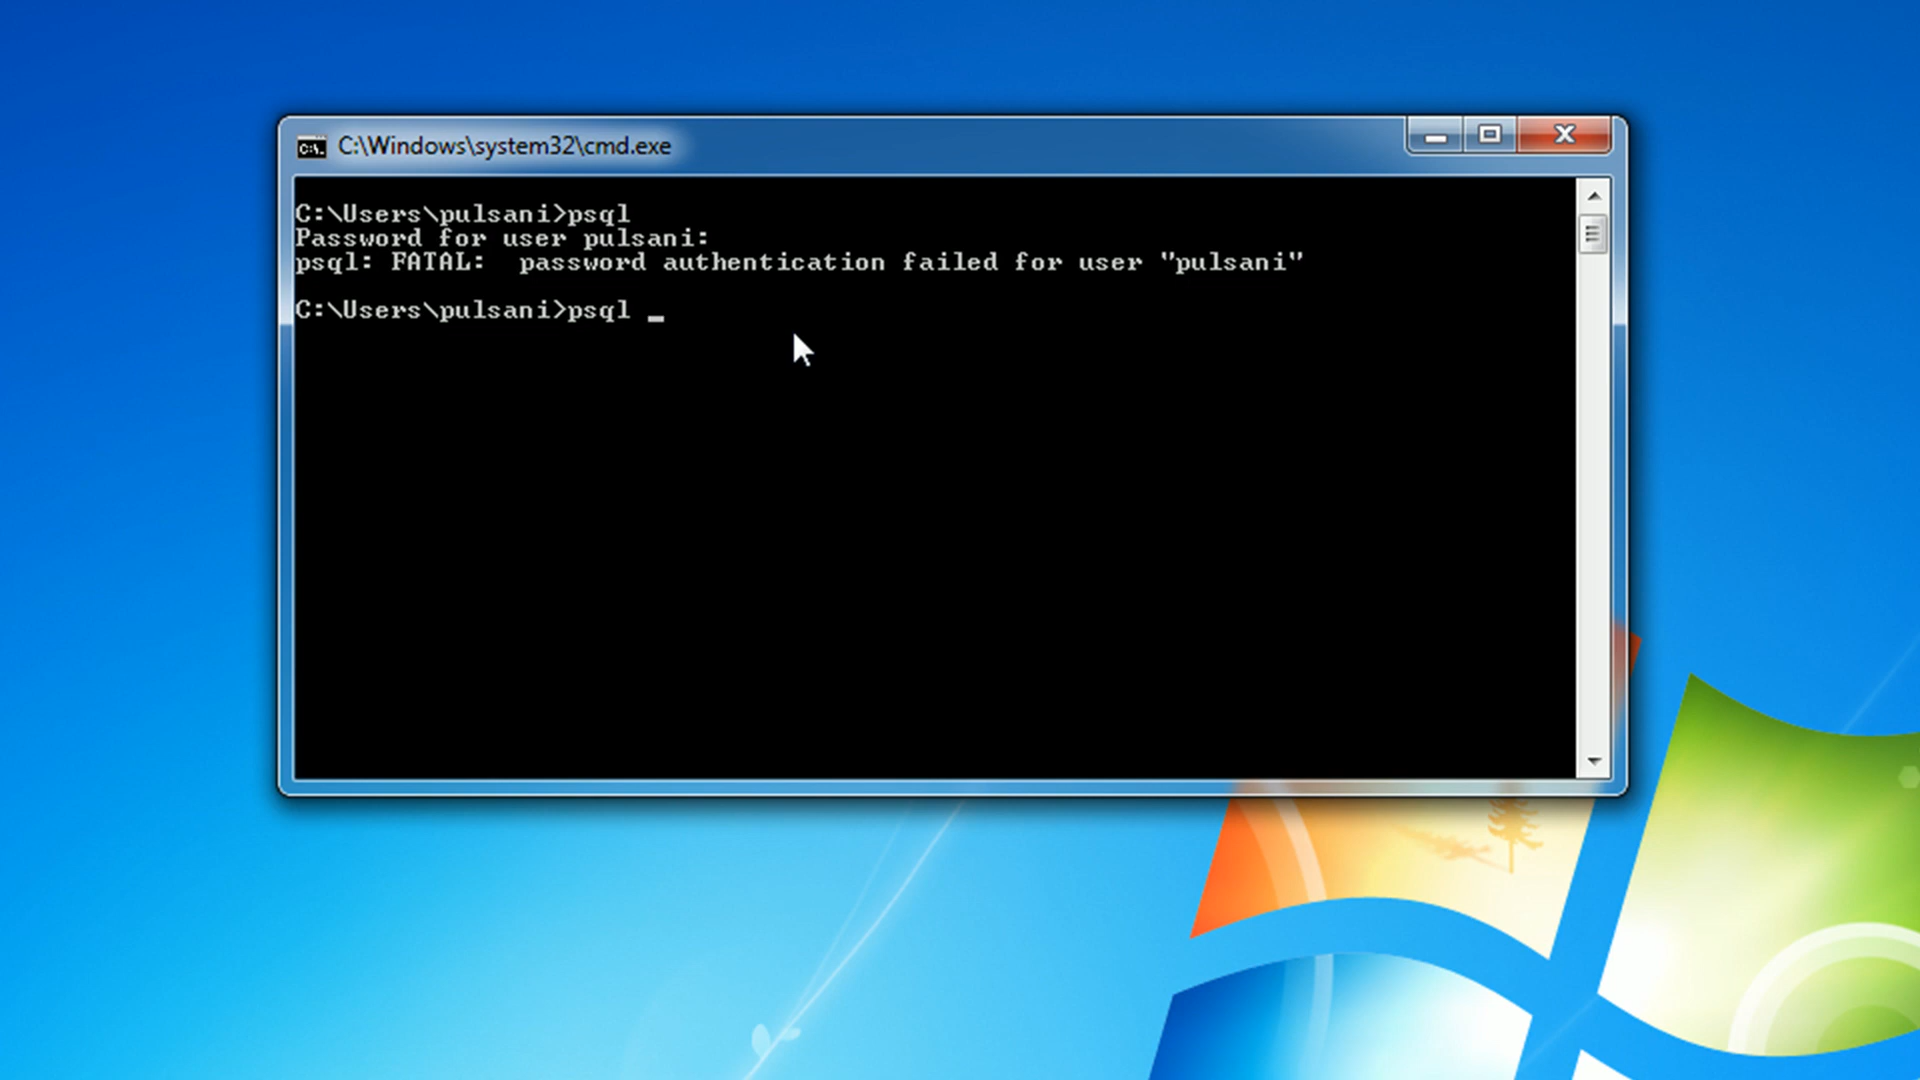 C:\Windows\system32\cmd.exe
C:\Users\pulsani>psql
Password for user pulsani:
psql: FATAL:  password authentication failed for user "pulsani"
C:\Users\pulsani>psql _